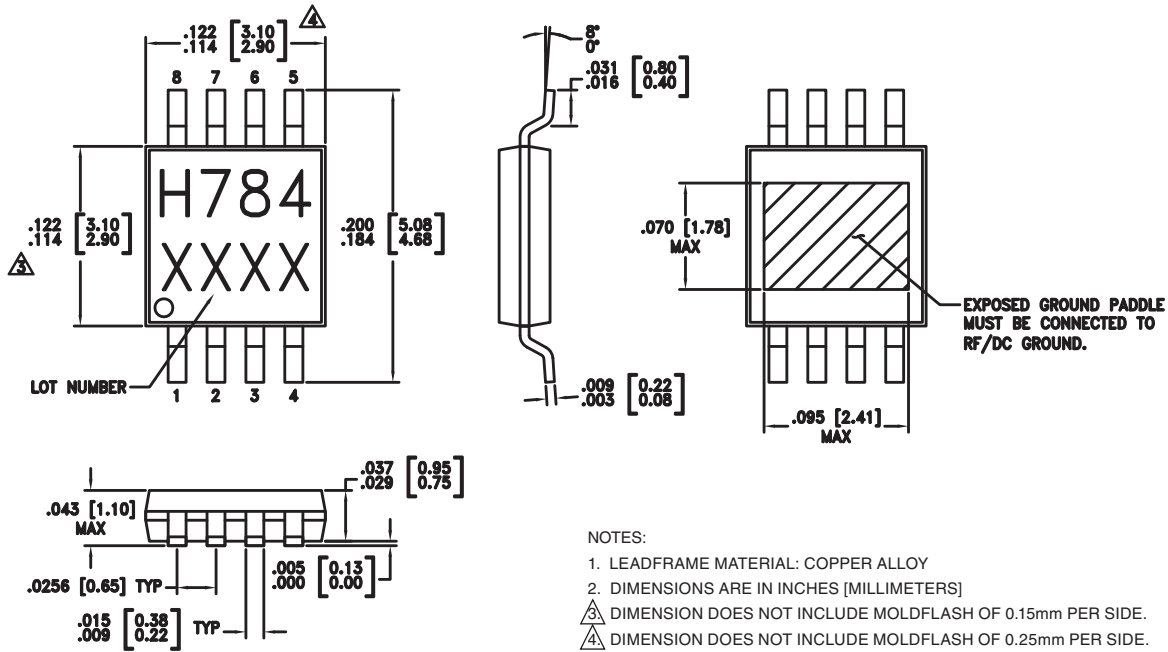 .122 [3.10]
.114 [2.90]
4
8 7 6 5
H784
XXXX
.122 [3.10]
.114 [2.90]
3
.200 [5.08]
.184 [4.68]
LOT NUMBER
1 2 3 4
8°
0°
.031 [0.80]
.016 [0.40]
.009 [0.22]
.003 [0.08]
.070 [1.78]
MAX
EXPOSED GROUND PADDLE
MUST BE CONNECTED TO
RF/DC GROUND.
.095 [2.41]
MAX
.037 [0.95]
.029 [0.75]
.043 [1.10]
MAX
.005 [0.13]
.000 [0.00]
.0256 [0.65] TYP
.015 [0.38]
.009 [0.22] TYP
NOTES:
1. LEADFRAME MATERIAL: COPPER ALLOY
2. DIMENSIONS ARE IN INCHES [MILLIMETERS]
3. DIMENSION DOES NOT INCLUDE MOLDFLASH OF 0.15mm PER SIDE.
4. DIMENSION DOES NOT INCLUDE MOLDFLASH OF 0.25mm PER SIDE.